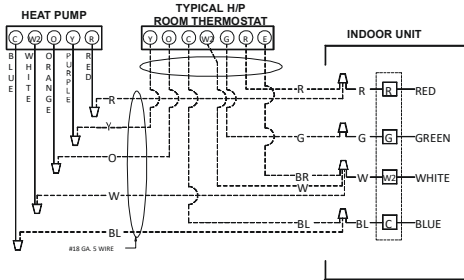 HEAT PUMP
TYPICAL H/P
ROOM THERMOSTAT
INDOOR UNIT
C W2 O Y R
Y O C W2 G R E
BLUE
WHITE
ORANGE
PURPLE
RED
R
R R R RED
Y
G G G GREEN
O
BR
W
W W2 WHITE
W
BL
BL BL C BLUE
#18 GA. 5 WIRE